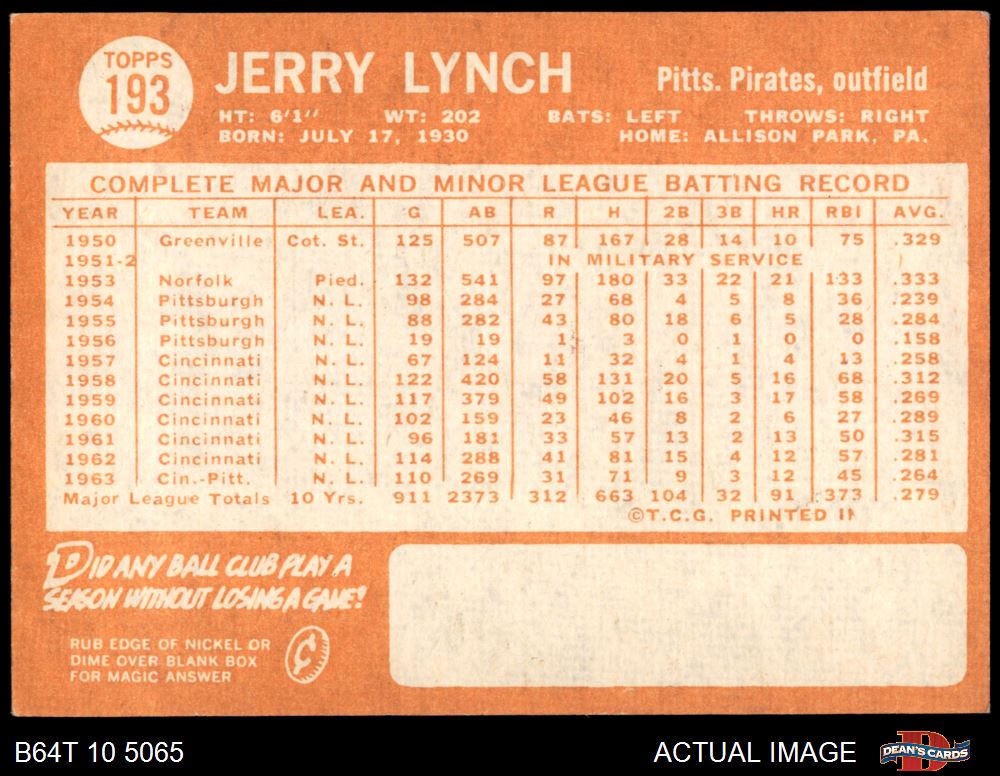 TOPPS
193
JERRY LYNCH
Pitts. Pirates, outfield
HT: 6'1" WT: 202 BATS: LEFT THROWS: RIGHT
BORN: JULY 17, 1930 HOME: ALLISON PARK, PA.
COMPLETE MAJOR AND MINOR LEAGUE BATTING RECORD
YEAR TEAM LEA. G AB R H 2B 3B HR RBI AVG.
1950 Greenville Cot. St. 125 507 87 167 28 14 10 75 .329
1951-2 IN MILITARY SERVICE
1953 Norfolk Pied. 132 541 97 180 33 22 21 133 .333
1954 Pittsburgh N. L. 98 284 27 68 4 5 8 36 .239
1955 Pittsburgh N. L. 88 282 43 80 18 6 5 28 .284
1956 Pittsburgh N. L. 19 19 1 3 0 1 0 0 .158
1957 Cincinnati N. L. 67 124 11 32 4 1 4 13 .258
1958 Cincinnati N. L. 122 420 58 131 20 5 16 68 .312
1959 Cincinnati N. L. 117 379 49 102 16 3 17 58 .269
1960 Cincinnati N. L. 102 159 23 46 8 2 6 27 .289
1961 Cincinnati N. L. 96 181 33 57 13 2 13 50 .315
1962 Cincinnati N. L. 114 288 41 81 15 4 12 57 .281
1963 Cin.-Pitt. N. L. 110 269 31 71 9 3 12 45 .264
Major League Totals 10 Yrs. 911 2373 312 663 104 32 91 373 .279
©T.C.G. PRINTED IN
DID ANY BALL CLUB PLAY A
SEASON WITHOUT LOSING A GAME?
RUB EDGE OF NICKEL OR
DIME OVER BLANK BOX
FOR MAGIC ANSWER
¢
B64T 10 5065
ACTUAL IMAGE
D
DEAN'S CARDS